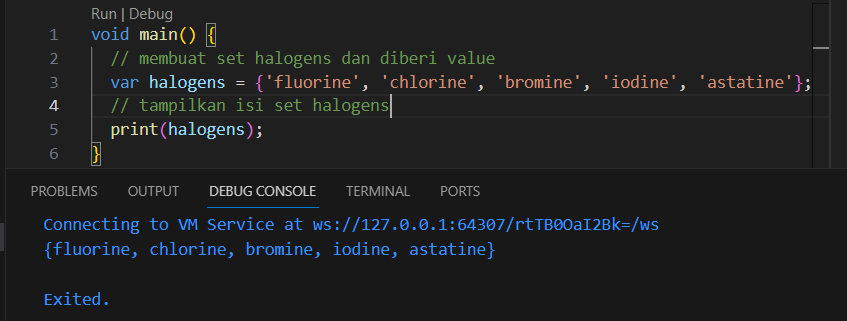 Run | Debug
1 void main() {
2 // membuat set halogens dan diberi value
3 var halogens = {'fluorine', 'chlorine', 'bromine', 'iodine', 'astatine'};
4 // tampilkan isi set halogens
5 print(halogens);
6 }
PROBLEMS OUTPUT DEBUG CONSOLE TERMINAL PORTS
Connecting to VM Service at ws://127.0.0.1:64307/rtTB0OaI2Bk=/ws
{fluorine, chlorine, bromine, iodine, astatine}
Exited.